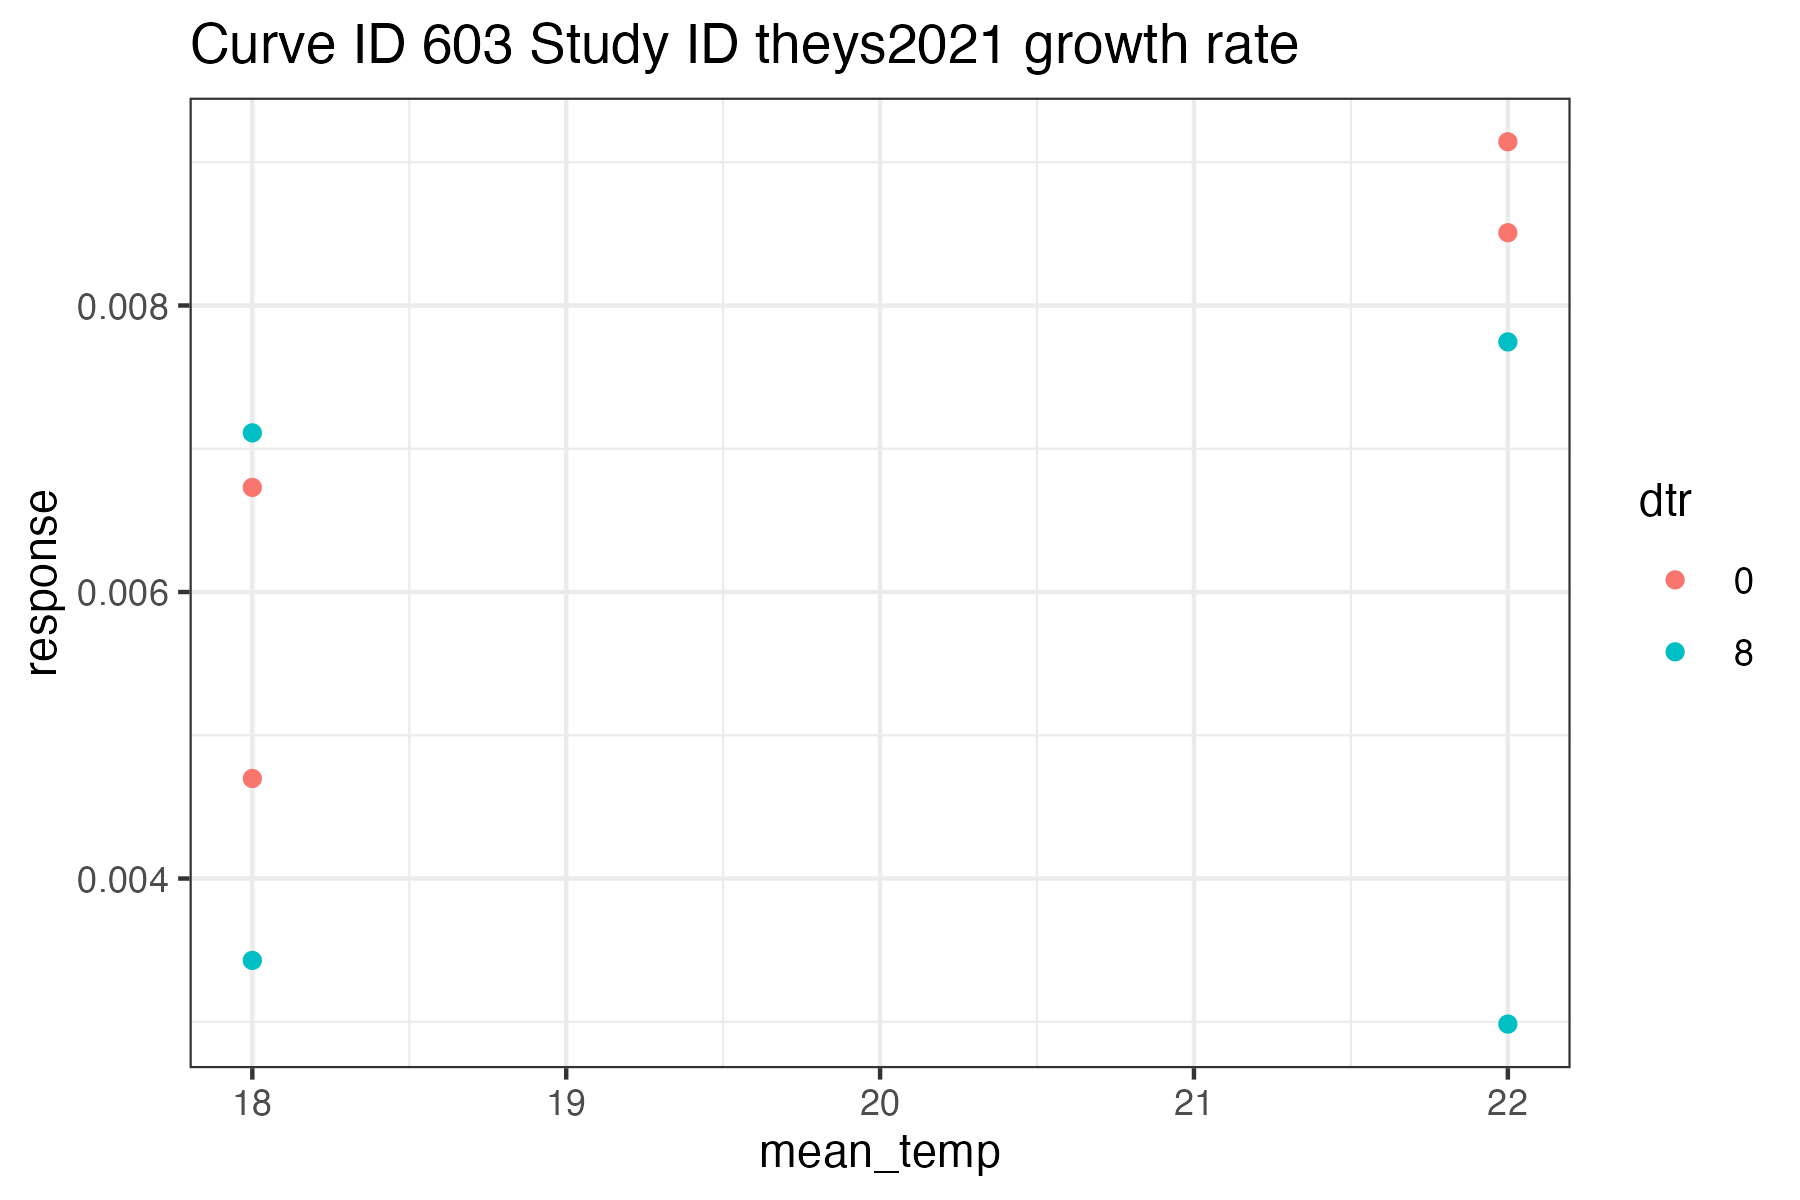 Curve ID 603 Study ID theys2021 growth rate
response
0.008
0.006
0.004
18 19 20 21 22
mean_temp
dtr
0
8